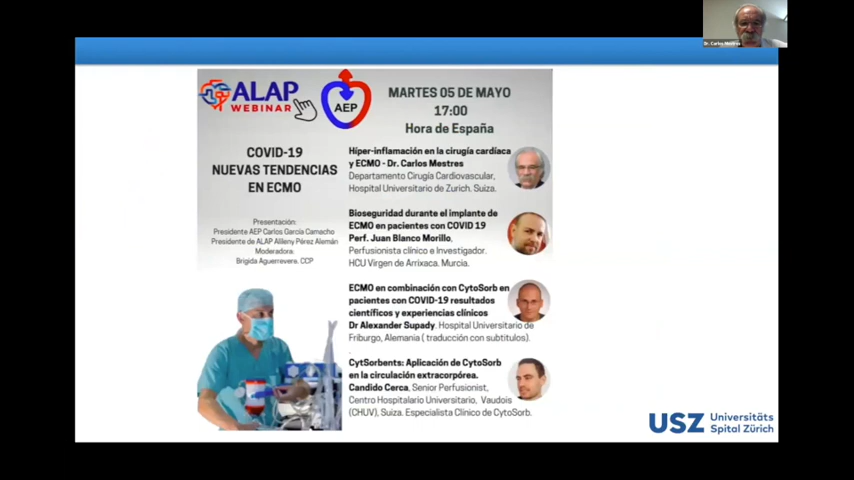 Dr. Carlos Mestres
ALAP
WEBINAR
AEP
MARTES 05 DE MAYO
17:00
Hora de España
COVID-19
NUEVAS TENDENCIAS
EN ECMO
Presentación:
Presidente AEP Carlos García Camacho
Presidente de ALAP Alileny Pérez Alemán
Moderadora:
Brigida Aguerrevere. CCP
Híper-inflamación en la cirugía cardíaca
y ECMO - Dr. Carlos Mestres
Departamento Cirugía Cardiovascular,
Hospital Universitario de Zurich. Suiza.
Bioseguridad durante el implante de
ECMO en pacientes con COVID 19
Perf. Juan Blanco Morillo,
Perfusionista clínico e Investigador.
HCU Virgen de Arrixaca. Murcia.
ECMO en combinación con CytoSorb en
pacientes con COVID-19 resultados
científicos y experiencias clínicos
Dr Alexander Supady. Hospital Universitario de
Friburgo, Alemania ( traducción con subtitulos).
CytSorbents: Aplicación de CytoSorb
en la circulación extracorpórea.
Candido Cerca, Senior Perfusionist,
Centro Hospitalario Universitario, Vaudois
(CHUV), Suiza. Especialista Clínico de CytoSorb.
USZ Universitäts
Spital Zürich